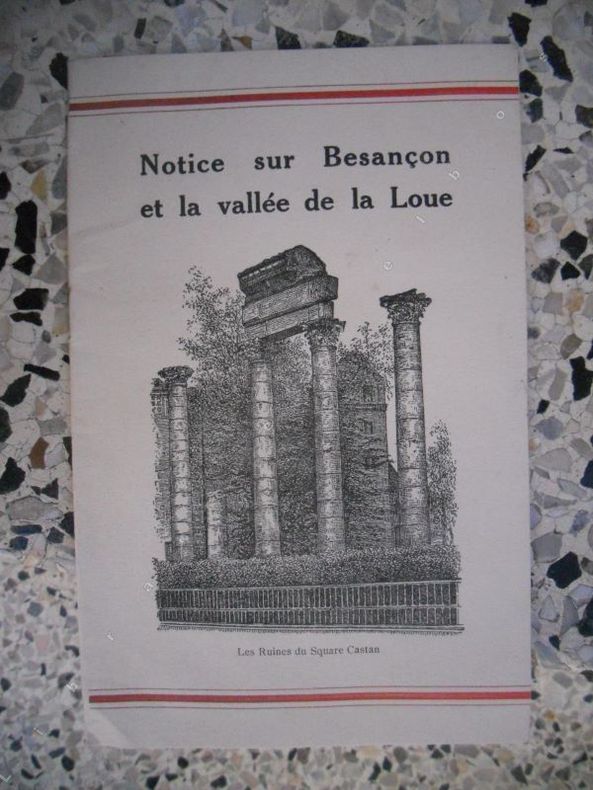 Notice sur Besançon
et la vallée de la Loue
Les Ruines du Square Castan